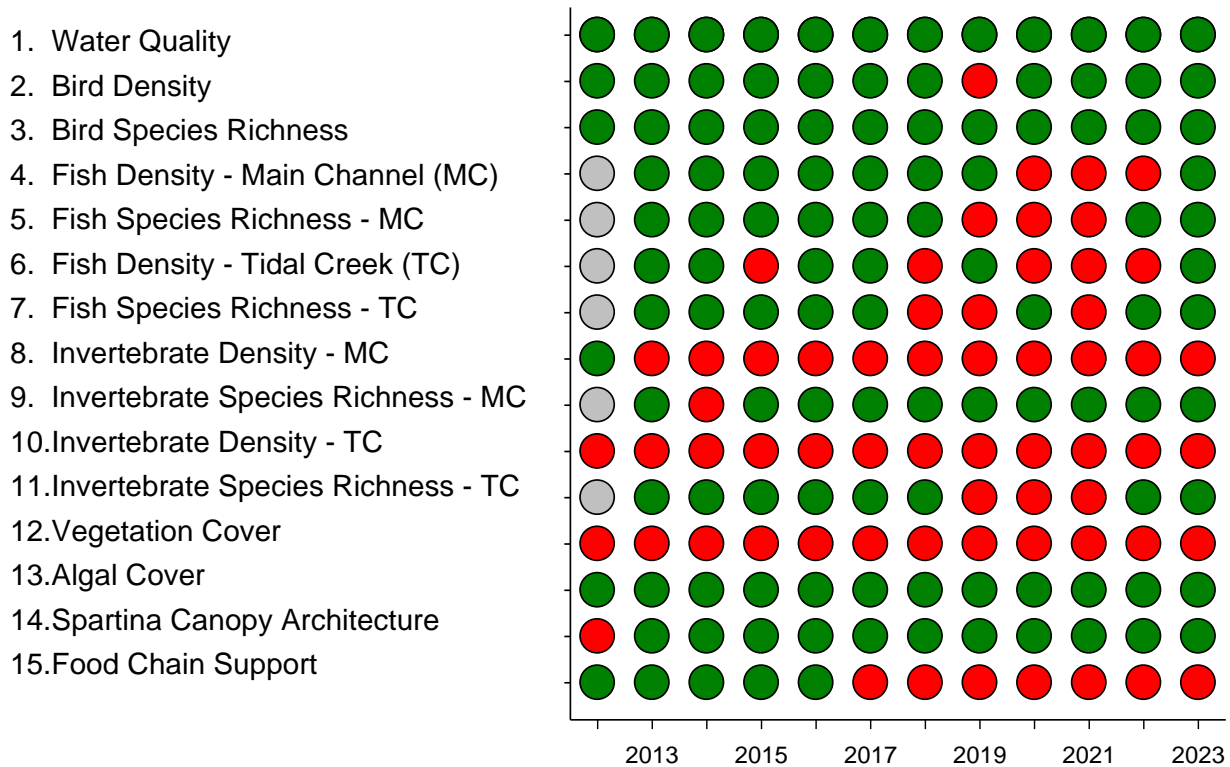 1. Water Quality
2. Bird Density
3. Bird Species Richness
4. Fish Density - Main Channel (MC)
5. Fish Species Richness - MC
6. Fish Density - Tidal Creek (TC)
7. Fish Species Richness - TC
8. Invertebrate Density - MC
9. Invertebrate Species Richness - MC
10.Invertebrate Density - TC
11.Invertebrate Species Richness - TC
12.Vegetation Cover
13.Algal Cover
14.Spartina Canopy Architecture
15.Food Chain Support
2013 2015 2017 2019 2021 2023